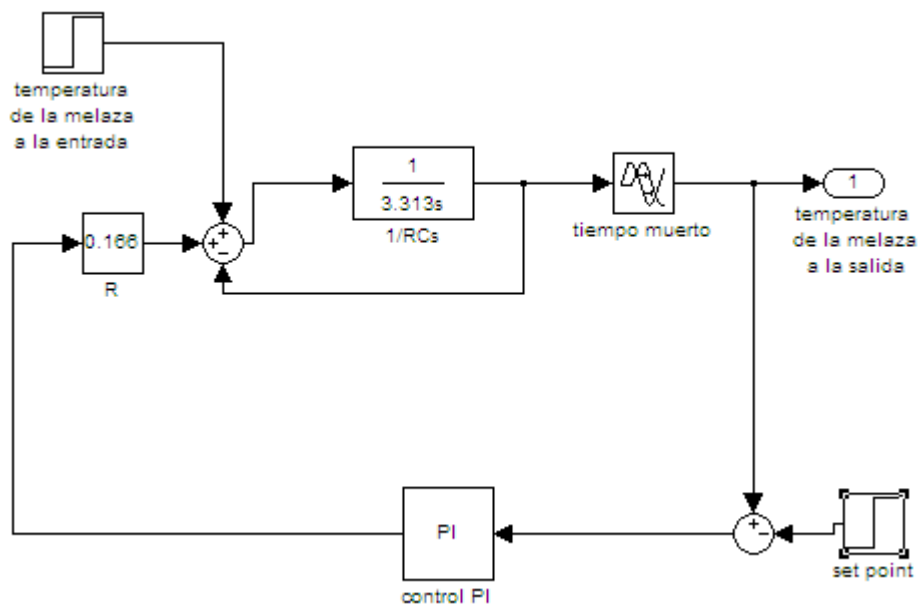 temperatura
de la melaza
a la entrada
1
3.313s
1/RCs
tiempo muerto
1
temperatura
de la melaza
a la salida
0.166
R
PI
control PI
set point